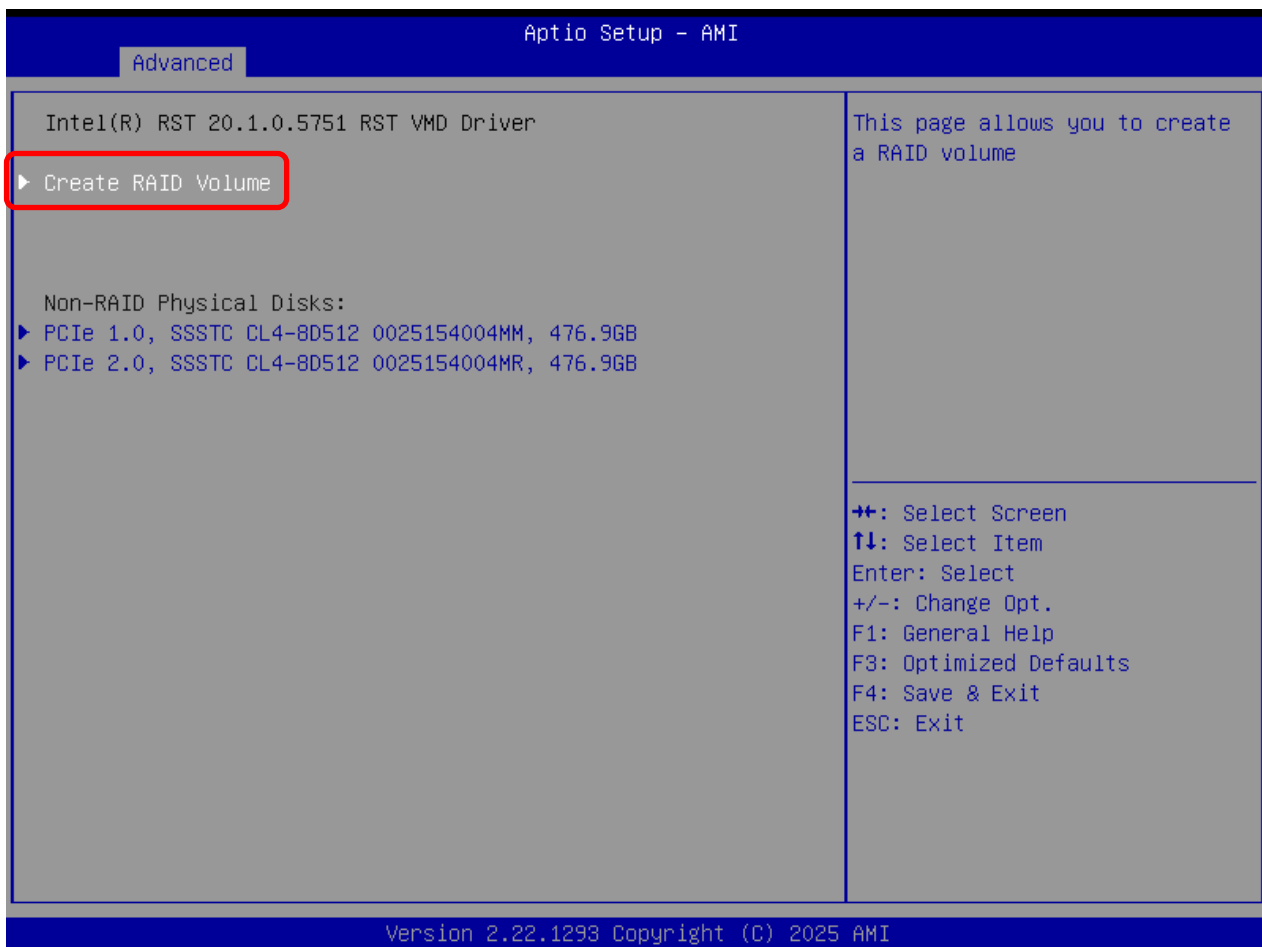 Aptio Setup - AMI
Advanced
Intel(R) RST 20.1.0.5751 RST VMD Driver
Create RAID Volume
Non-RAID Physical Disks:
PCIe 1.0, SSSTC CL4-8D512 0025154004MM, 476.9GB
PCIe 2.0, SSSTC CL4-8D512 0025154004MR, 476.9GB
This page allows you to create
a RAID volume
→←: Select Screen
↑↓: Select Item
Enter: Select
+/-: Change Opt.
F1: General Help
F3: Optimized Defaults
F4: Save & Exit
ESC: Exit
Version 2.22.1293 Copyright (C) 2025 AMI